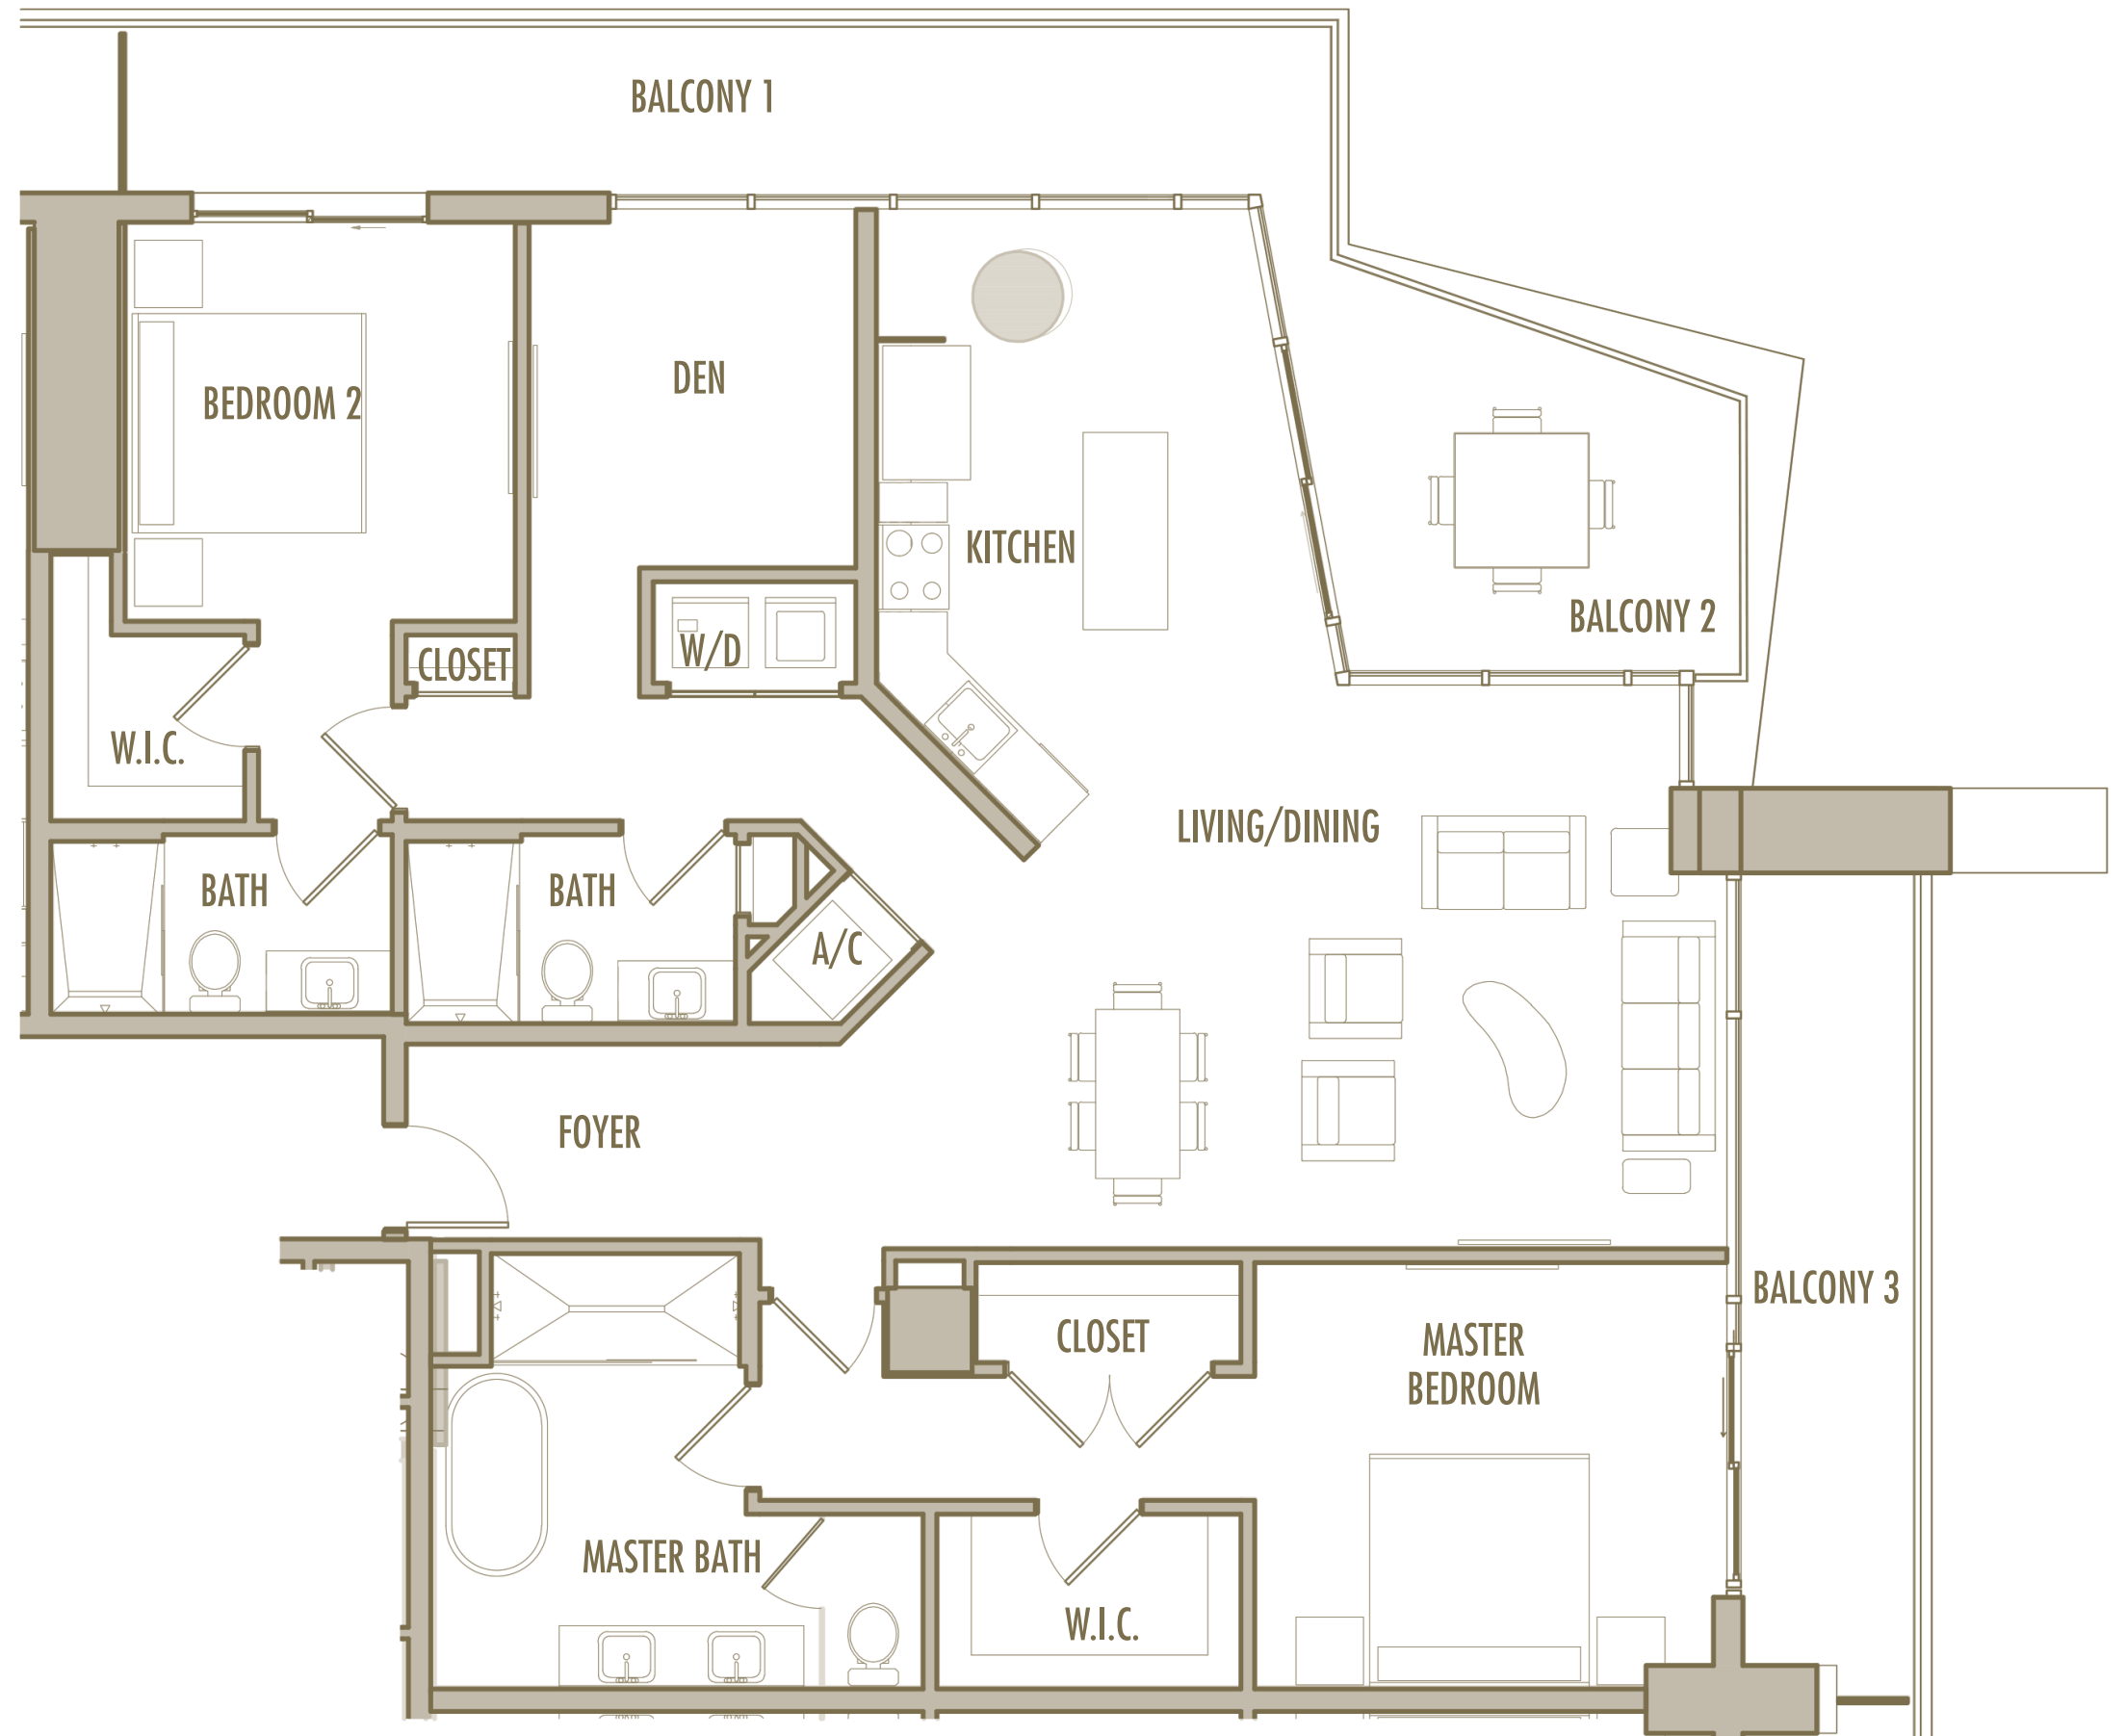 BALCONY 1
DEN
BEDROOM 2
KITCHEN
BALCONY 2
W/D
CLOSET
W.I.C.
LIVING/DINING
BATH
BATH
A/C
FOYER
BALCONY 3
CLOSET
MASTER
BEDROOM
MASTER BATH
W.I.C.